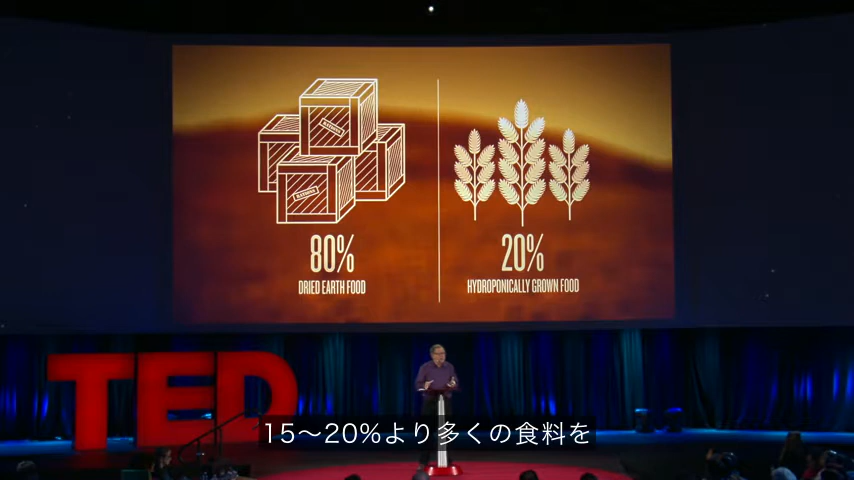 80%
DRIED EARTH FOOD
20%
HYDROPONICALLY GROWN FOOD
TED
15～20%より多くの食料を